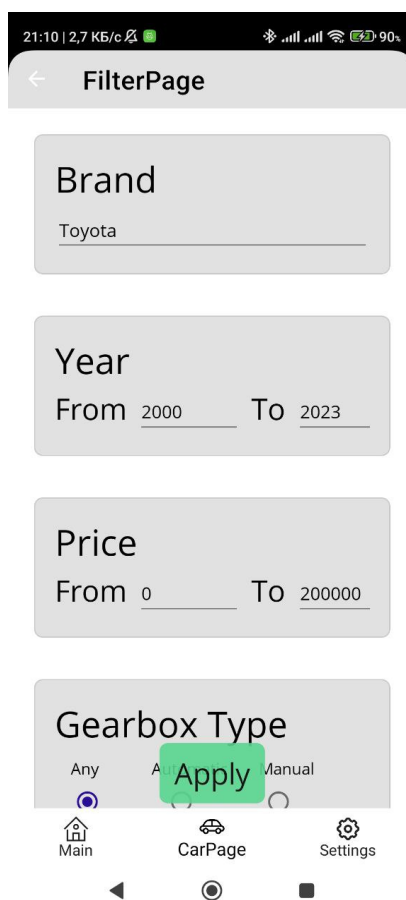 21:10 | 2,7 КБ/с 90%
FilterPage
Brand
Toyota
Year
From 2000 To 2023
Price
From 0 To 200000
Gearbox Type
Any Manual
Apply
Main CarPage Settings